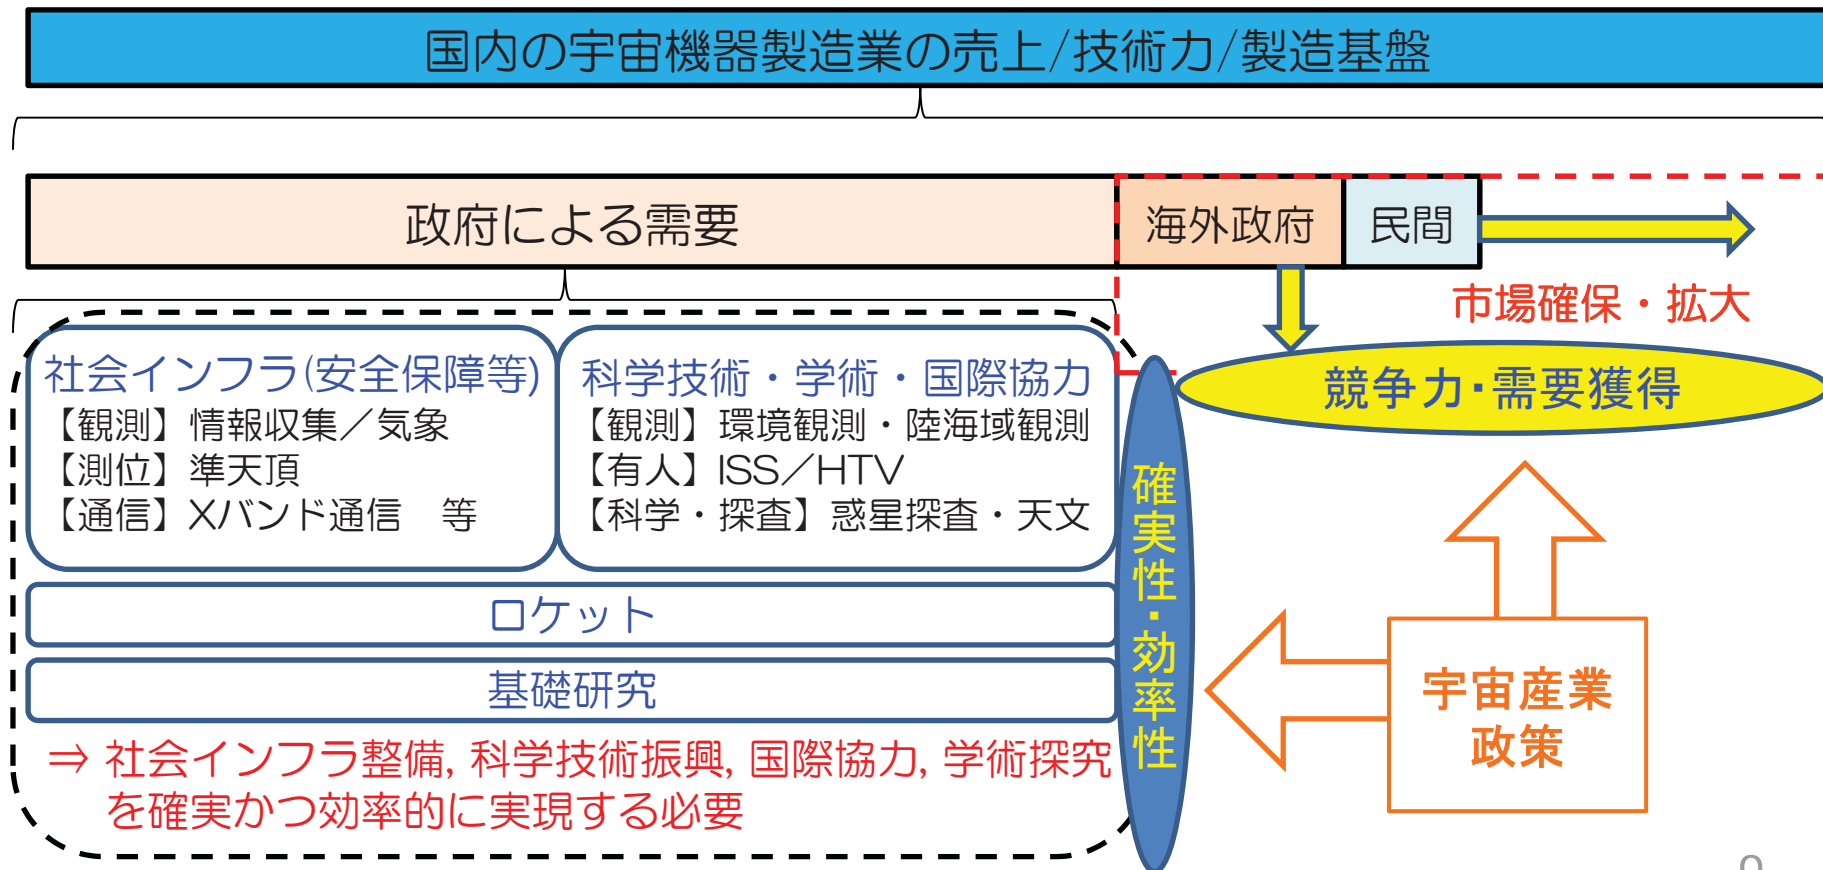 国内の宇宙機器製造業の売上/技術力/製造基盤
政府による需要
海外政府
民間
市場確保・拡大
競争力・需要獲得
社会インフラ(安全保障等)
【観測】情報収集／気象
【測位】準天頂
【通信】Xバンド通信　等
科学技術・学術・国際協力
【観測】環境観測・陸海域観測
【有人】ISS／HTV
【科学・探査】惑星探査・天文
ロケット
基礎研究
⇒ 社会インフラ整備, 科学技術振興, 国際協力, 学術探究
を確実かつ効率的に実現する必要
確実性・効率性
宇宙産業
政策